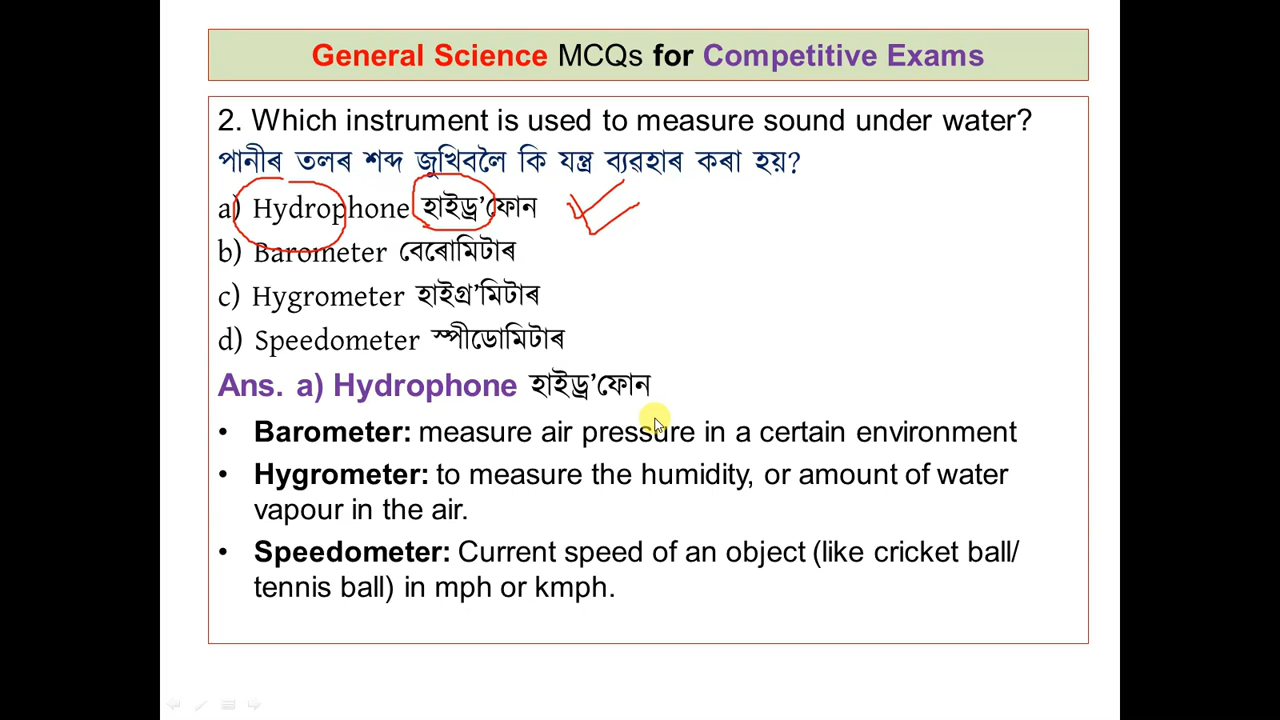 General Science MCQs for Competitive Exams
2. Which instrument is used to measure sound under water?
পানীৰ তলৰ শব্দ জুখিবলৈ কি যন্ত্ৰ ব্যৱহাৰ কৰা হয়?
a) Hydrophone হাইড্ৰ’ফোন
b) Barometer বেৰোমিটাৰ
c) Hygrometer হাইগ্ৰ’মিটাৰ
d) Speedometer স্পীডোমিটাৰ
Ans. a) Hydrophone হাইড্ৰ’ফোন
• Barometer: measure air pressure in a certain environment
• Hygrometer: to measure the humidity, or amount of water
vapour in the air.
• Speedometer: Current speed of an object (like cricket ball/
tennis ball) in mph or kmph.